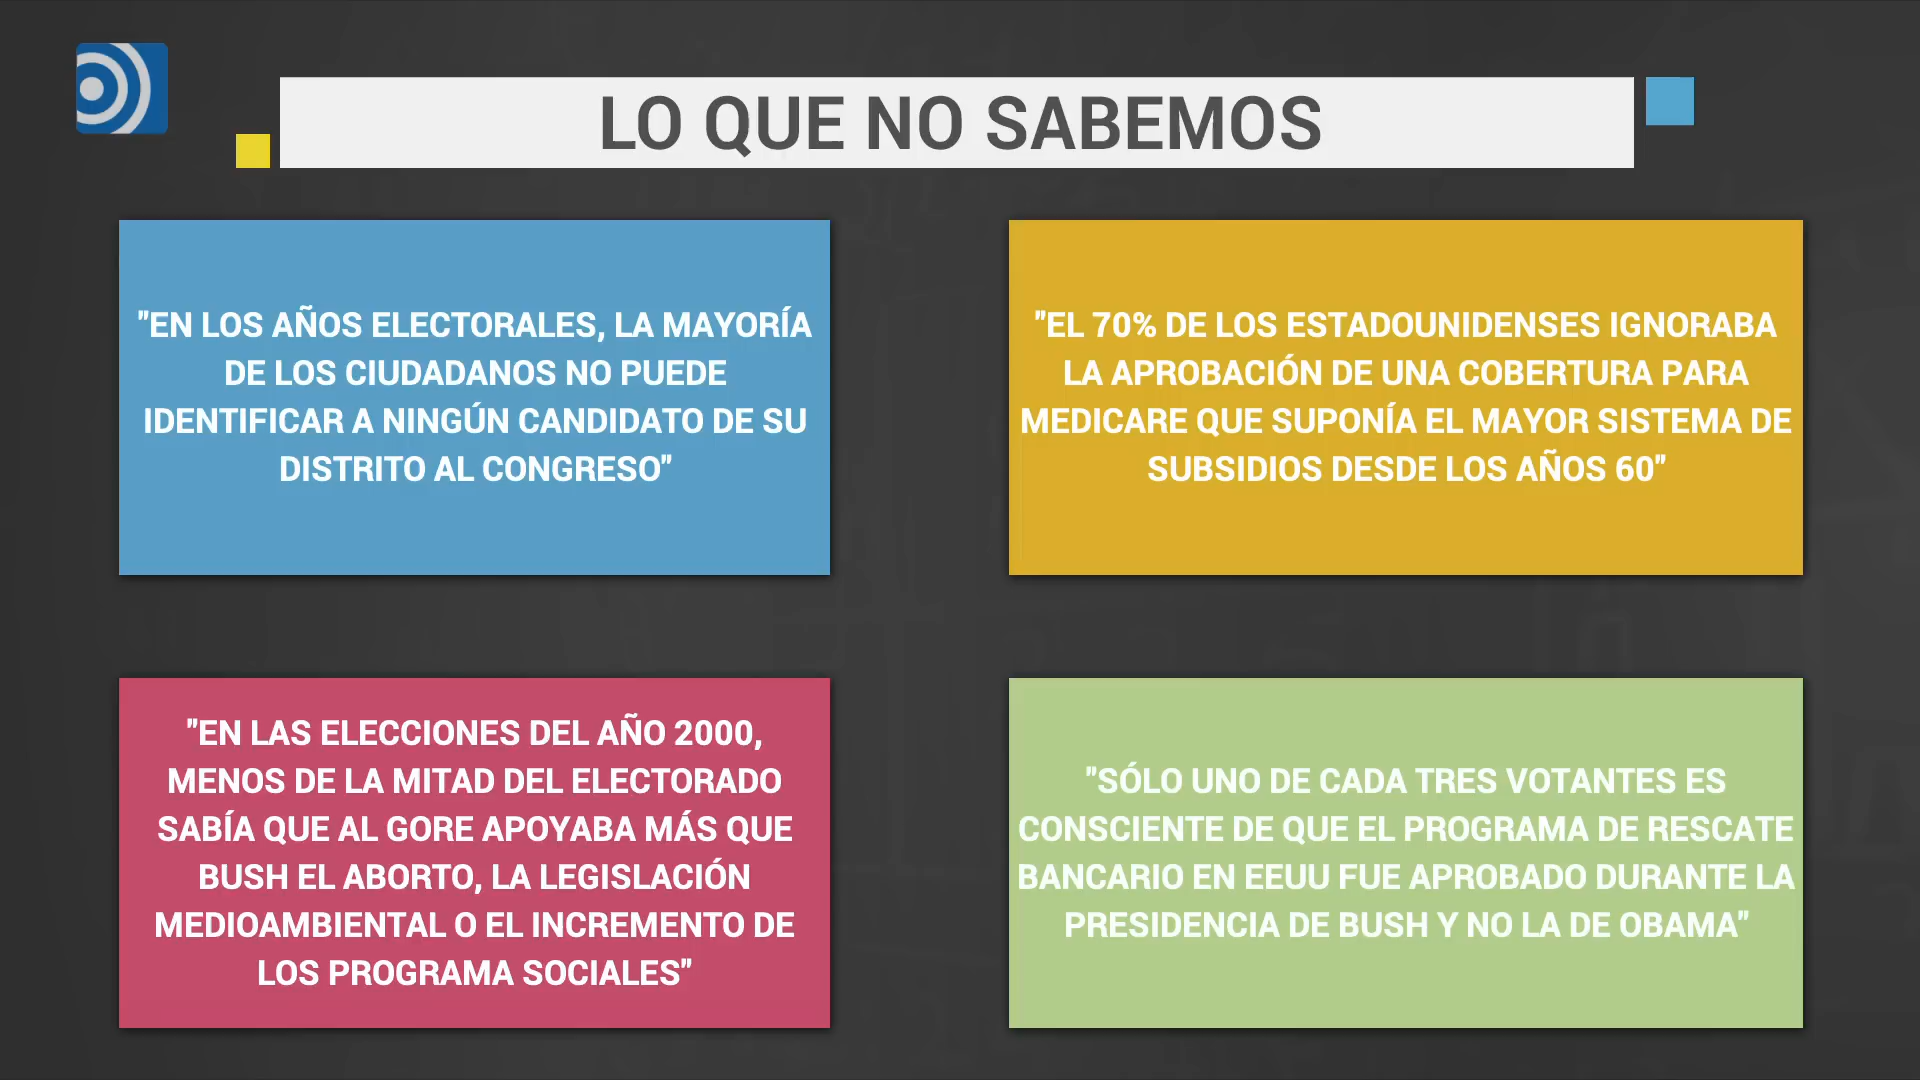 LO QUE NO SABEMOS
"EN LOS AÑOS ELECTORALES, LA MAYORÍA
DE LOS CIUDADANOS NO PUEDE
IDENTIFICAR A NINGÚN CANDIDATO DE SU
DISTRITO AL CONGRESO"
"EL 70% DE LOS ESTADOUNIDENSES IGNORABA
LA APROBACIÓN DE UNA COBERTURA PARA
MEDICARE QUE SUPONÍA EL MAYOR SISTEMA DE
SUBSIDIOS DESDE LOS AÑOS 60"
"EN LAS ELECCIONES DEL AÑO 2000,
MENOS DE LA MITAD DEL ELECTORADO
SABÍA QUE AL GORE APOYABA MÁS QUE
BUSH EL ABORTO, LA LEGISLACIÓN
MEDIOAMBIENTAL O EL INCREMENTO DE
LOS PROGRAMA SOCIALES"
"SÓLO UNO DE CADA TRES VOTANTES ES
CONSCIENTE DE QUE EL PROGRAMA DE RESCATE
BANCARIO EN EEUU FUE APROBADO DURANTE LA
PRESIDENCIA DE BUSH Y NO LA DE OBAMA"